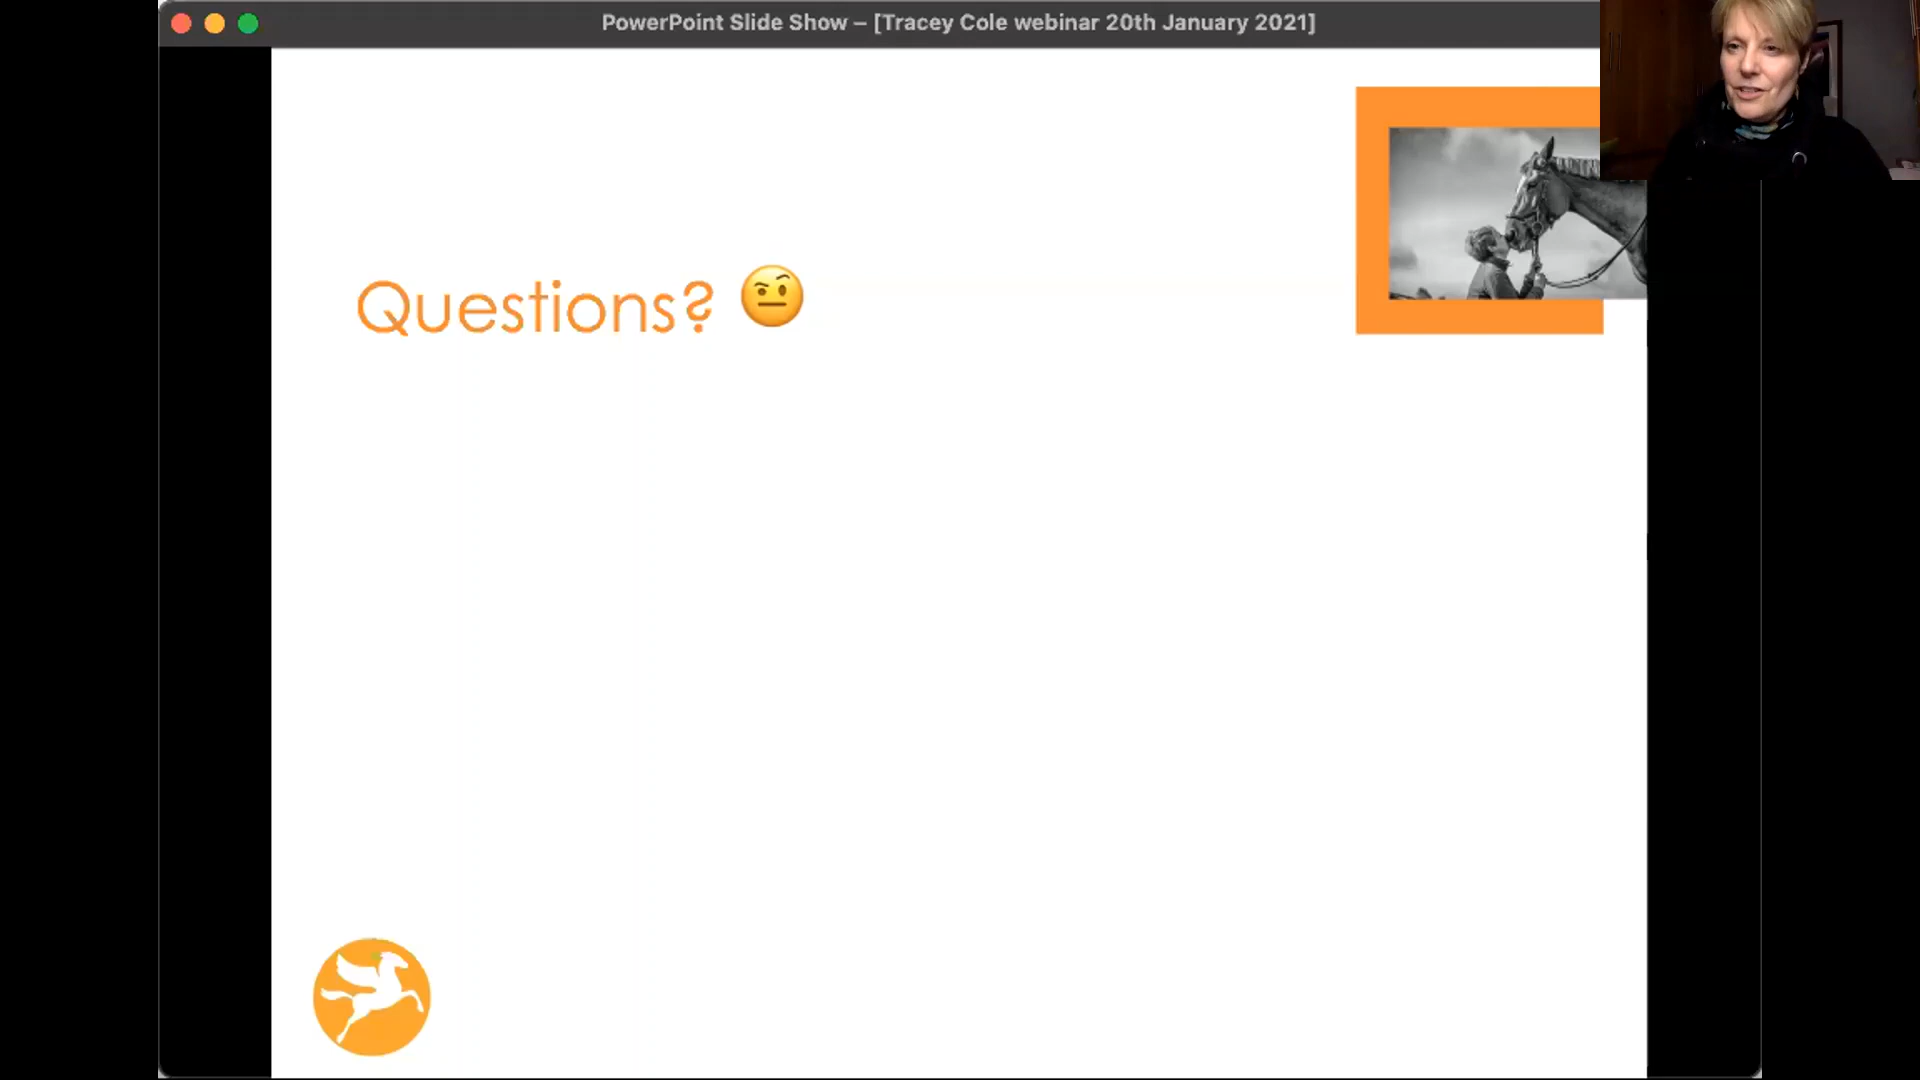 PowerPoint Slide Show – [Tracey Cole webinar 20th January 2021]
Questions? 🤨